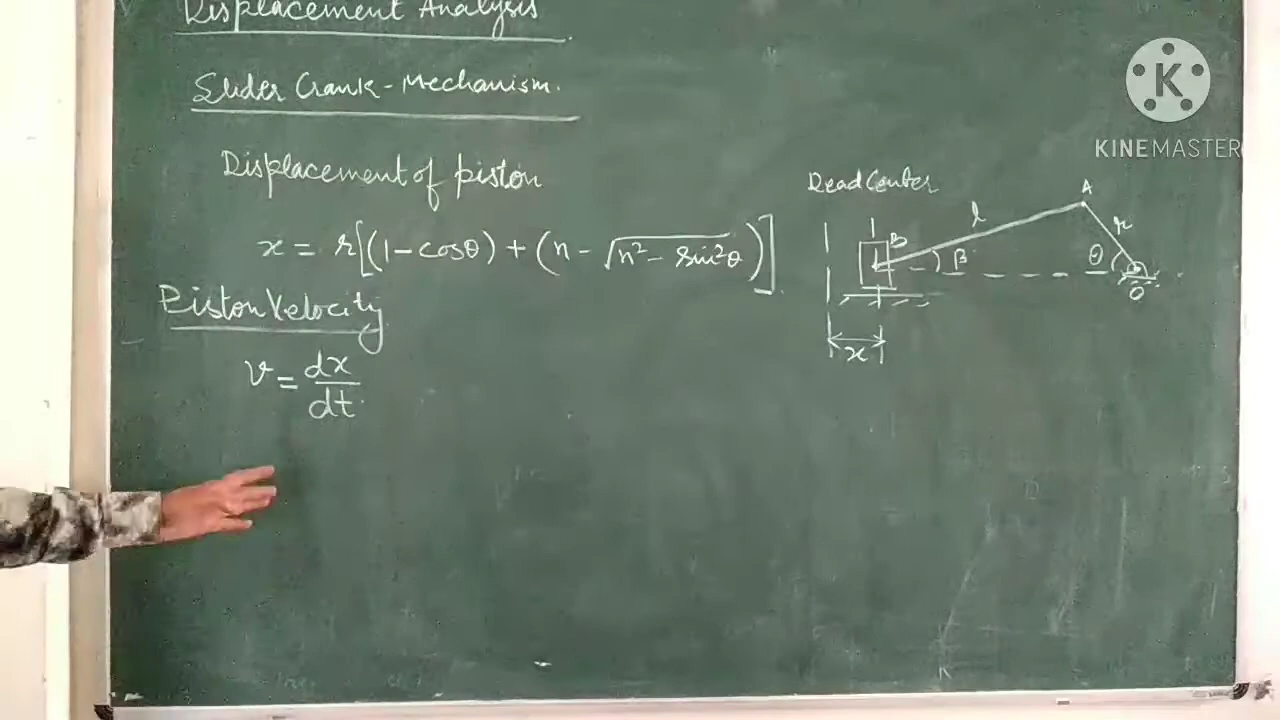 Displacement Analysis
Slider Crank-Mechanism.
Displacement of piston
x = r[(1-cosθ) + (n - √n² - sin²θ)].
Piston Velocity
v = dx/dt.
K
KINEMASTER
Dead Center
A
l
r
B
β
θ
O
x